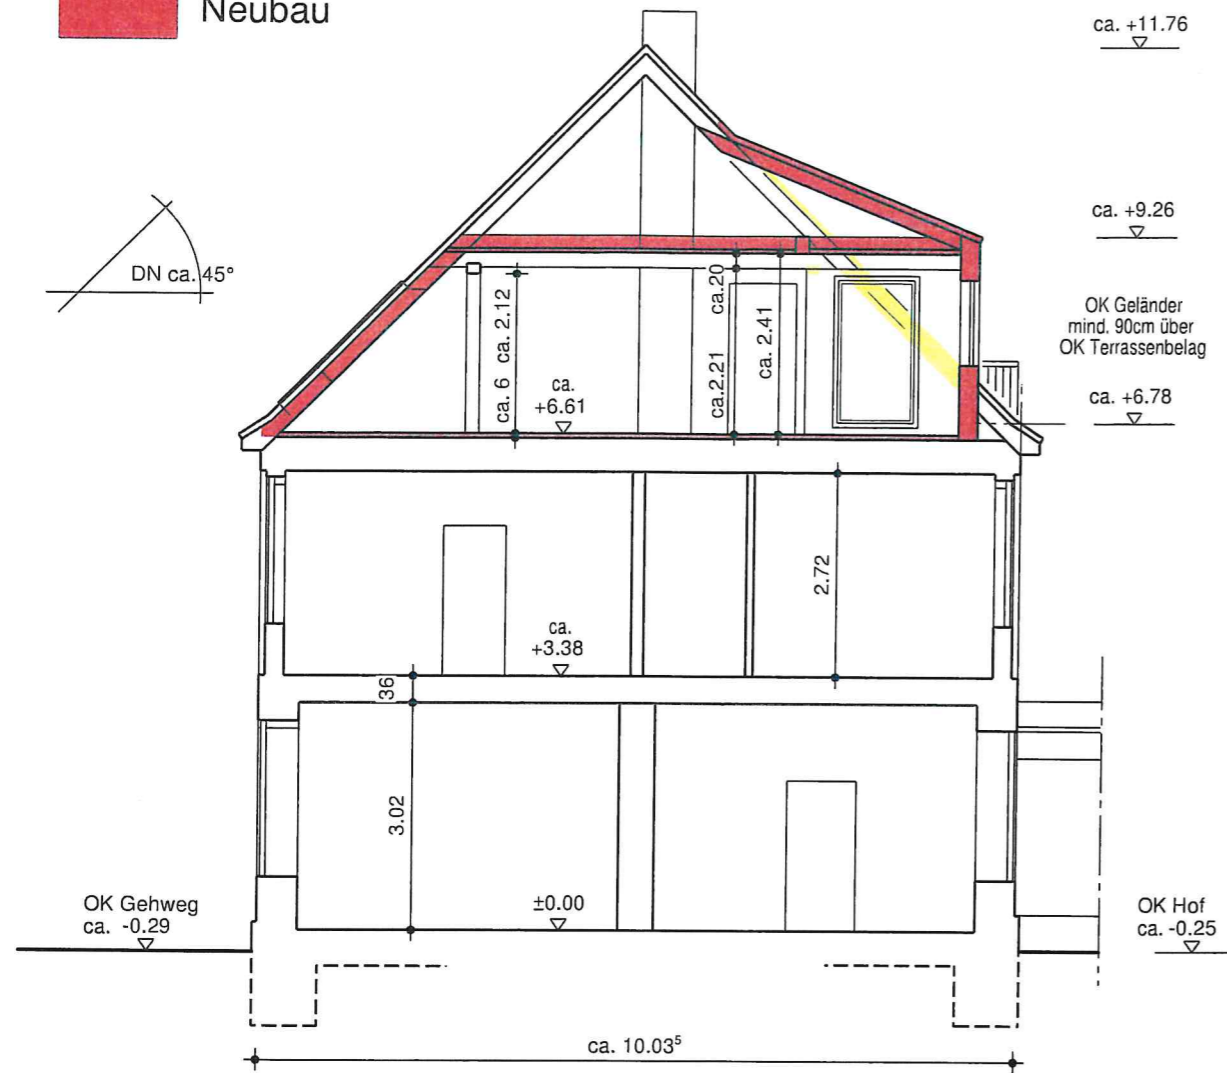 Neubau
ca. +11.76
ca. +9.26
DN ca. 45°
OK Geländer
mind. 90cm über
OK Terrassenbelag
ca. 20
ca. 2.12
ca. 2.41
ca.2.21
ca. 6
ca.
+6.61
ca. +6.78
2.72
ca.
+3.38
36
3.02
±0.00
OK Gehweg
ca. -0.29
OK Hof
ca. -0.25
ca. 10.03⁵